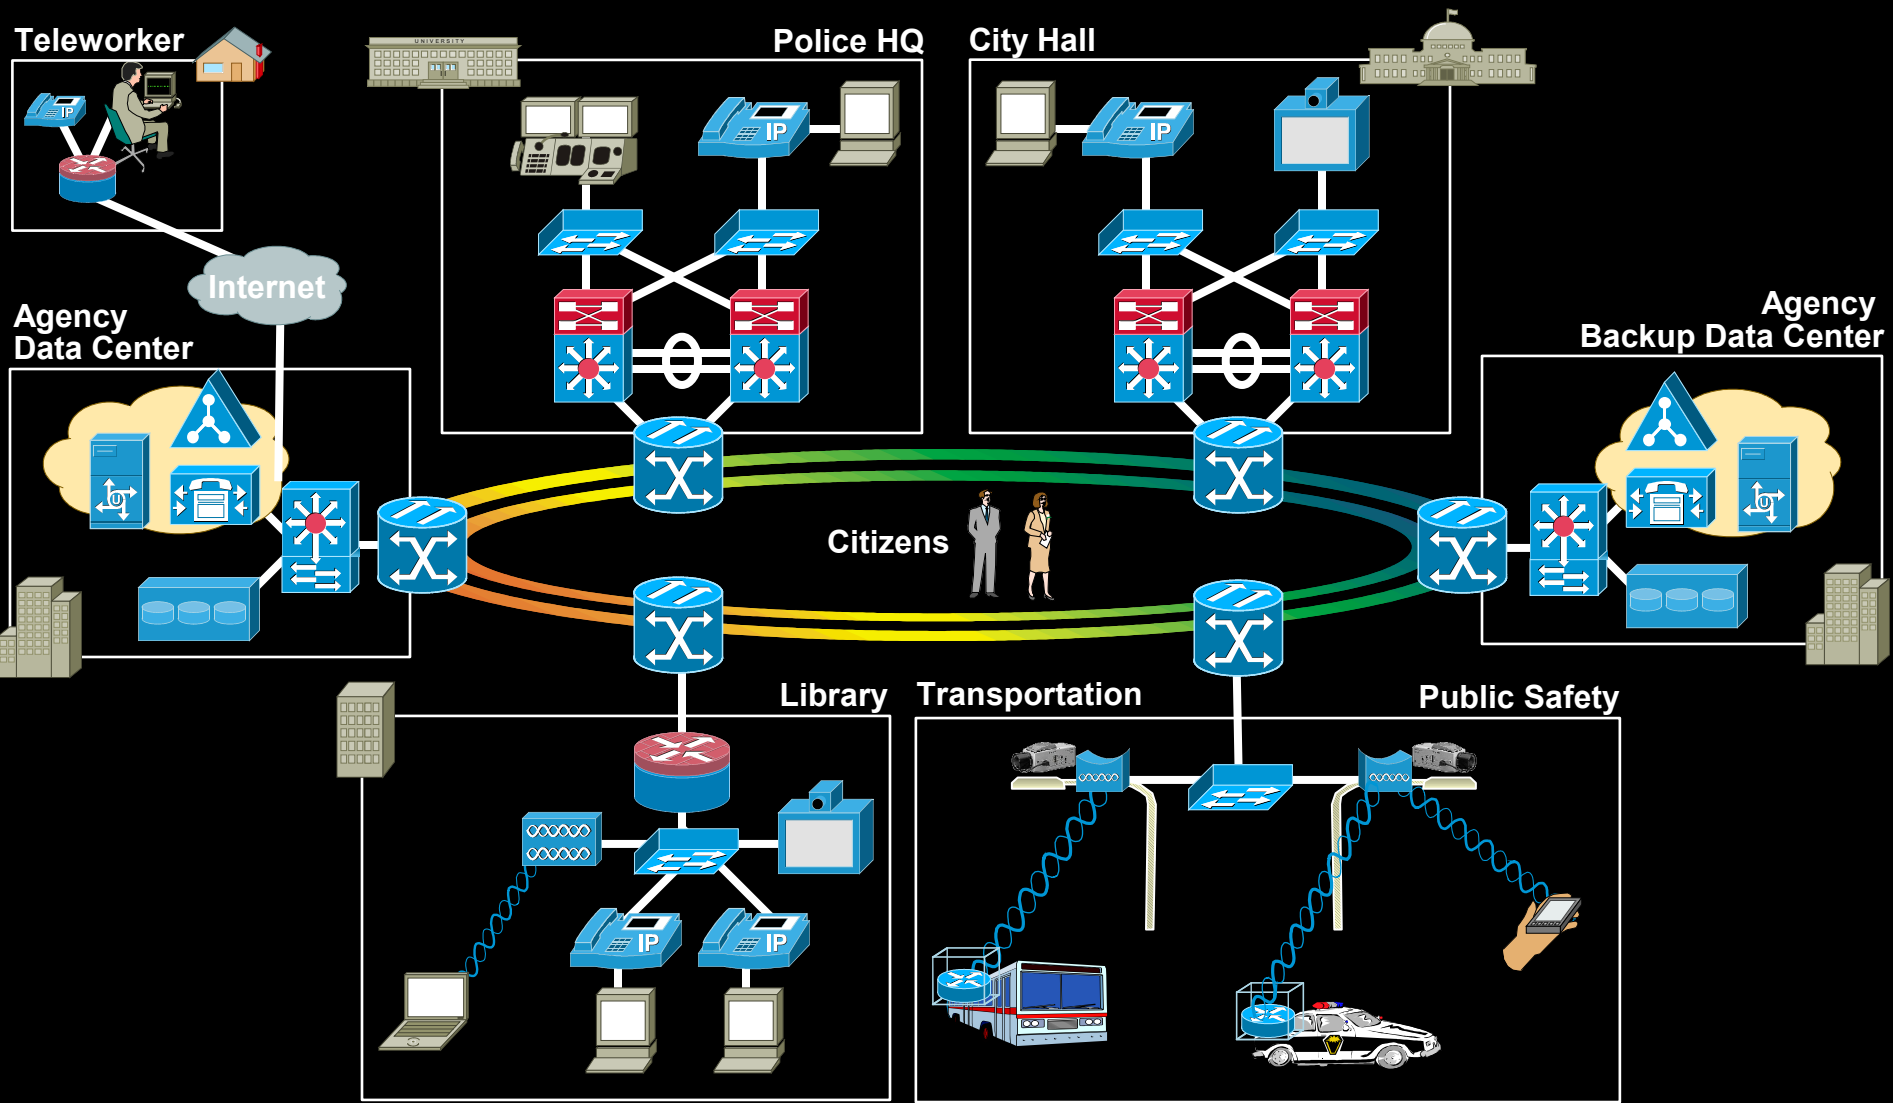 Teleworker
UNIVERSITY
Police HQ
City Hall
IP
IP
IP
Internet
Agency
Data Center
Agency
Backup Data Center
U
U
Citizens
Library
Transportation
Public Safety
IP
IP